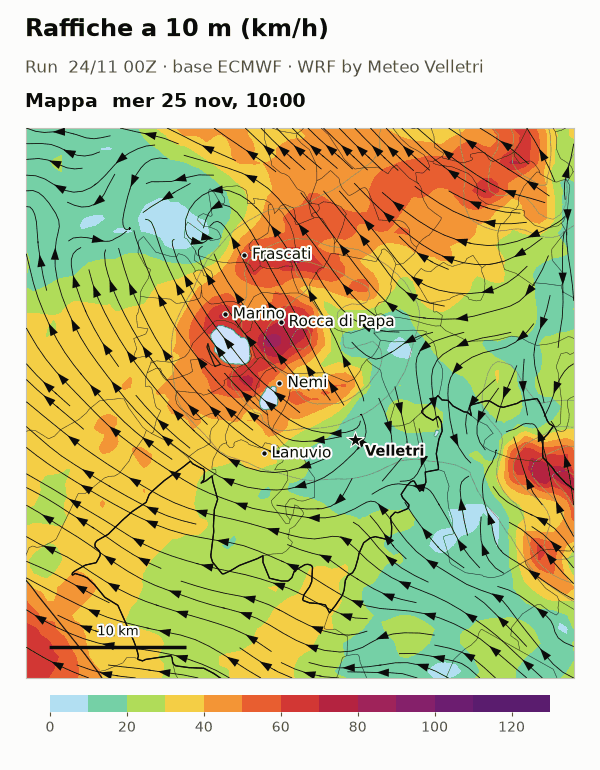 Raffiche a 10 m (km/h)
Run  24/11 00Z · base ECMWF · WRF by Meteo Velletri
Mappa  mer 25 nov, 10:00
Frascati
Marino
Rocca di Papa
Nemi
Velletri
Lanuvio
10 km
0 20 40 60 80 100 120